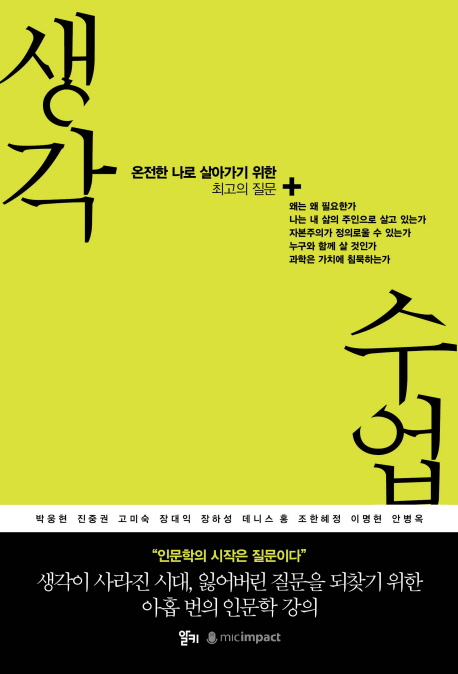 생각
수업
온전한 나로 살아가기 위한
최고의 질문 +
왜는 왜 필요한가
나는 내 삶의 주인으로 살고 있는가
자본주의가 정의로울 수 있는가
누구와 함께 살 것인가
과학은 가치에 침묵하는가
박웅현 진중권 고미숙 장대익 장하성 데니스 홍 조한혜정 이명현 안병옥
“인문학의 시작은 질문이다”
생각이 사라진 시대, 잃어버린 질문을 되찾기 위한
아홉 번의 인문학 강의
알키 micimpact